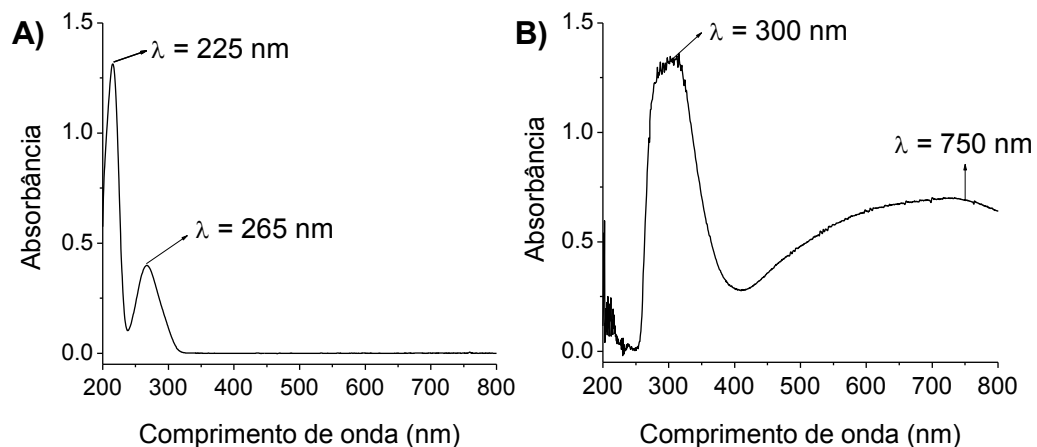 A)
1.5
1.0
0.5
0.0
Absorbância
λ = 225 nm
λ = 265 nm
200 300 400 500 600 700 800
Comprimento de onda (nm)
B)
1.5
1.0
0.5
0.0
Absorbância
λ = 300 nm
λ = 750 nm
200 300 400 500 600 700 800
Comprimento de onda (nm)